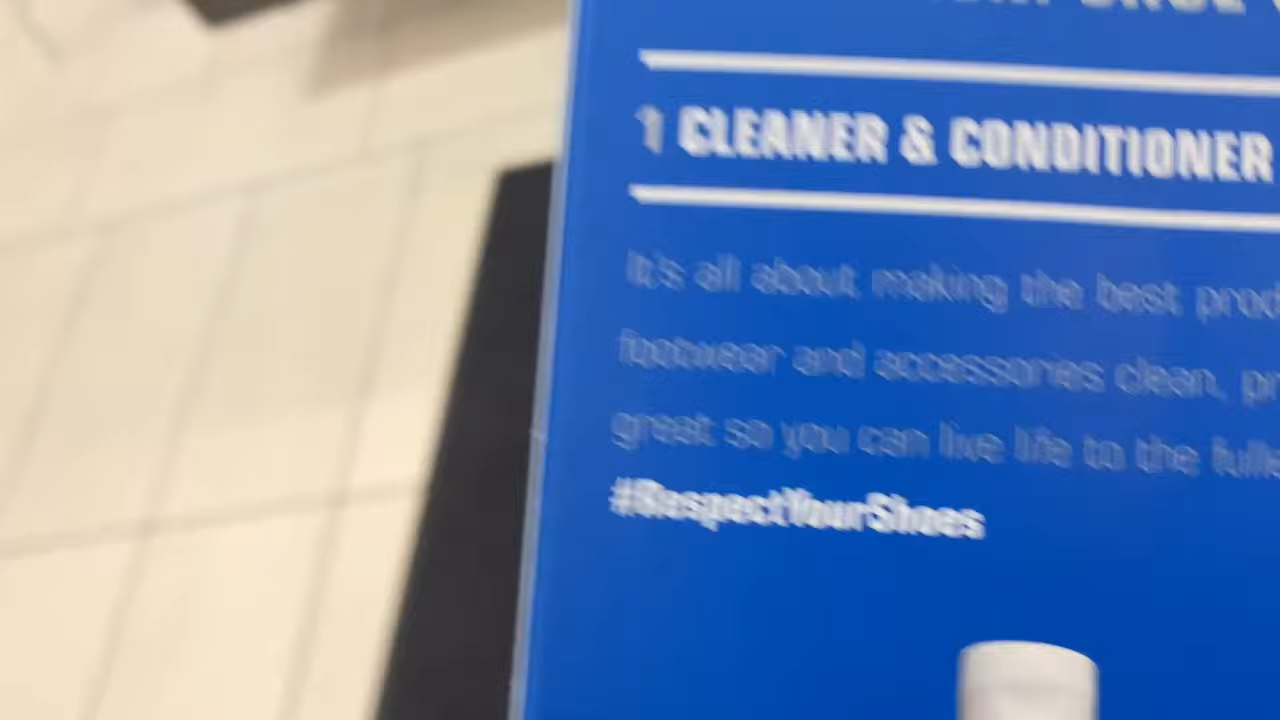 1 CLEANER & CONDITIONER
It's all about making the best
footwear and accessories clean,
great so you can live life to the
#RespectYourShoes